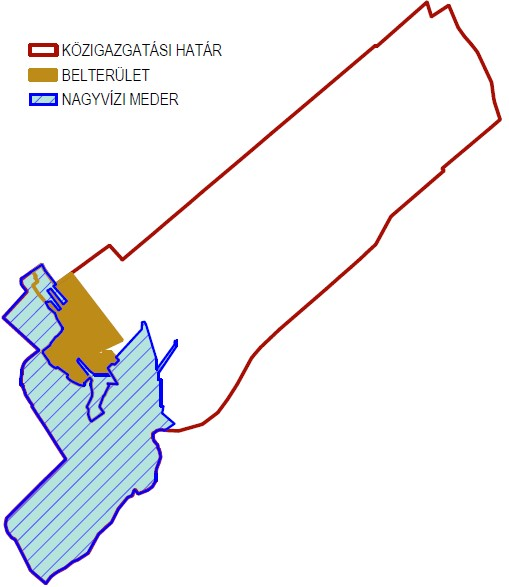 KÖZIGAZGATÁSI HATÁR
BELTERÜLET
NAGYVÍZI MEDER